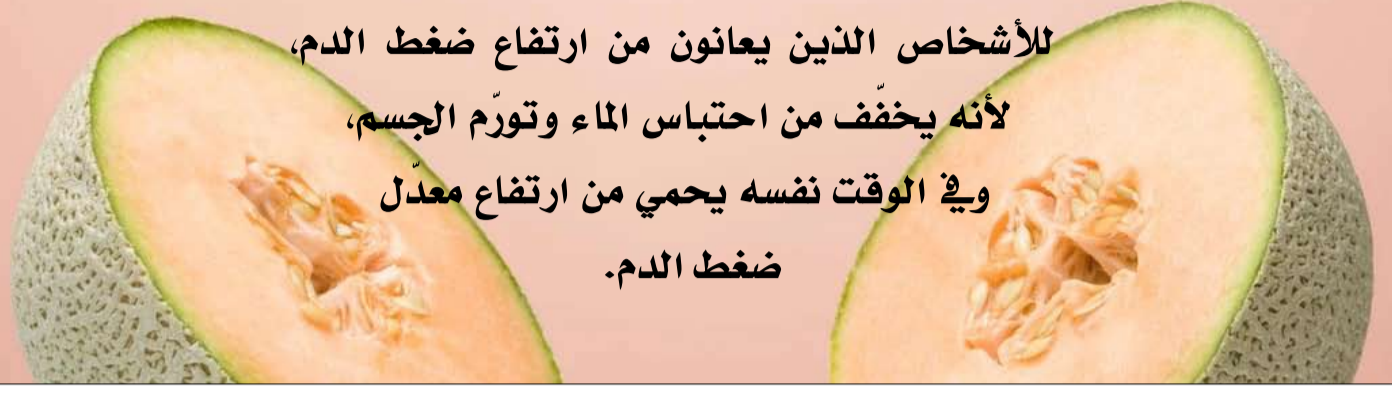 للأشخاص الذين يعانون من ارتفاع ضغط الدم،
لأنه يخفّف من احتباس الماء وتورّم الجسم،
وفي الوقت نفسه يحمي من ارتفاع معدّل
ضغط الدم.